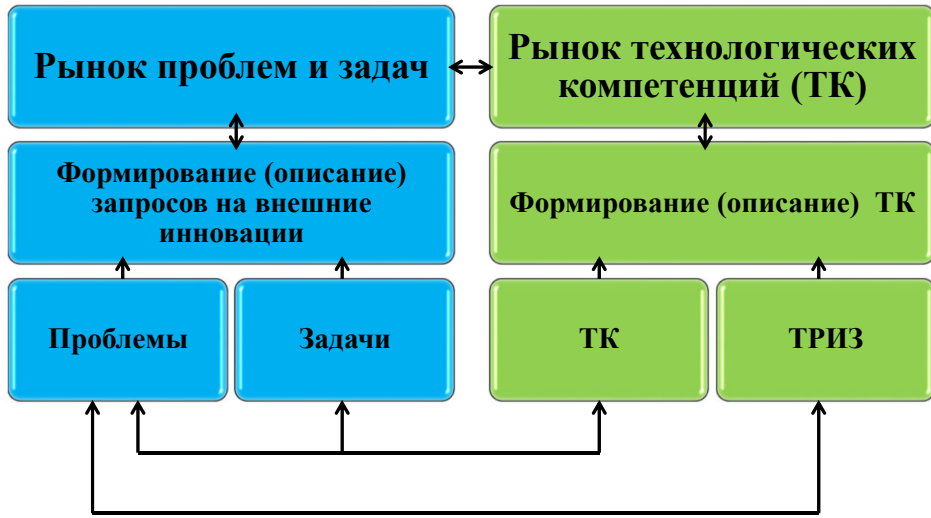 Рынок проблем и задач
Рынок технологических
компетенций (ТК)
Формирование (описание)
запросов на внешние
инновации
Формирование (описание) ТК
Проблемы
Задачи
ТК
ТРИЗ